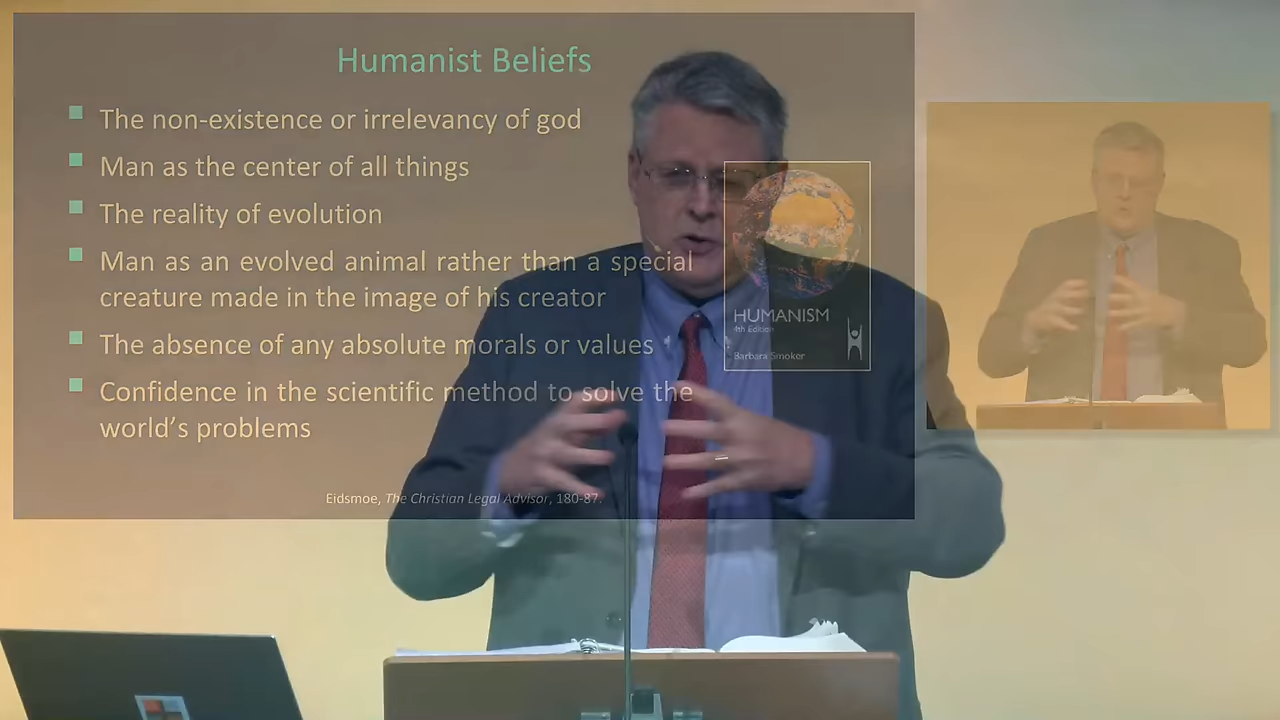 Humanist Beliefs
The non-existence or irrelevancy of god
Man as the center of all things
The reality of evolution
Man as an evolved animal rather than a special
creature made in the image of his creator
The absence of any absolute morals or values
Confidence in the scientific method to solve the
world's problems
Eidsmoe, The Christian Legal Advisor, 180-87.
HUMANISM
4th Edition
Barbara Smoker